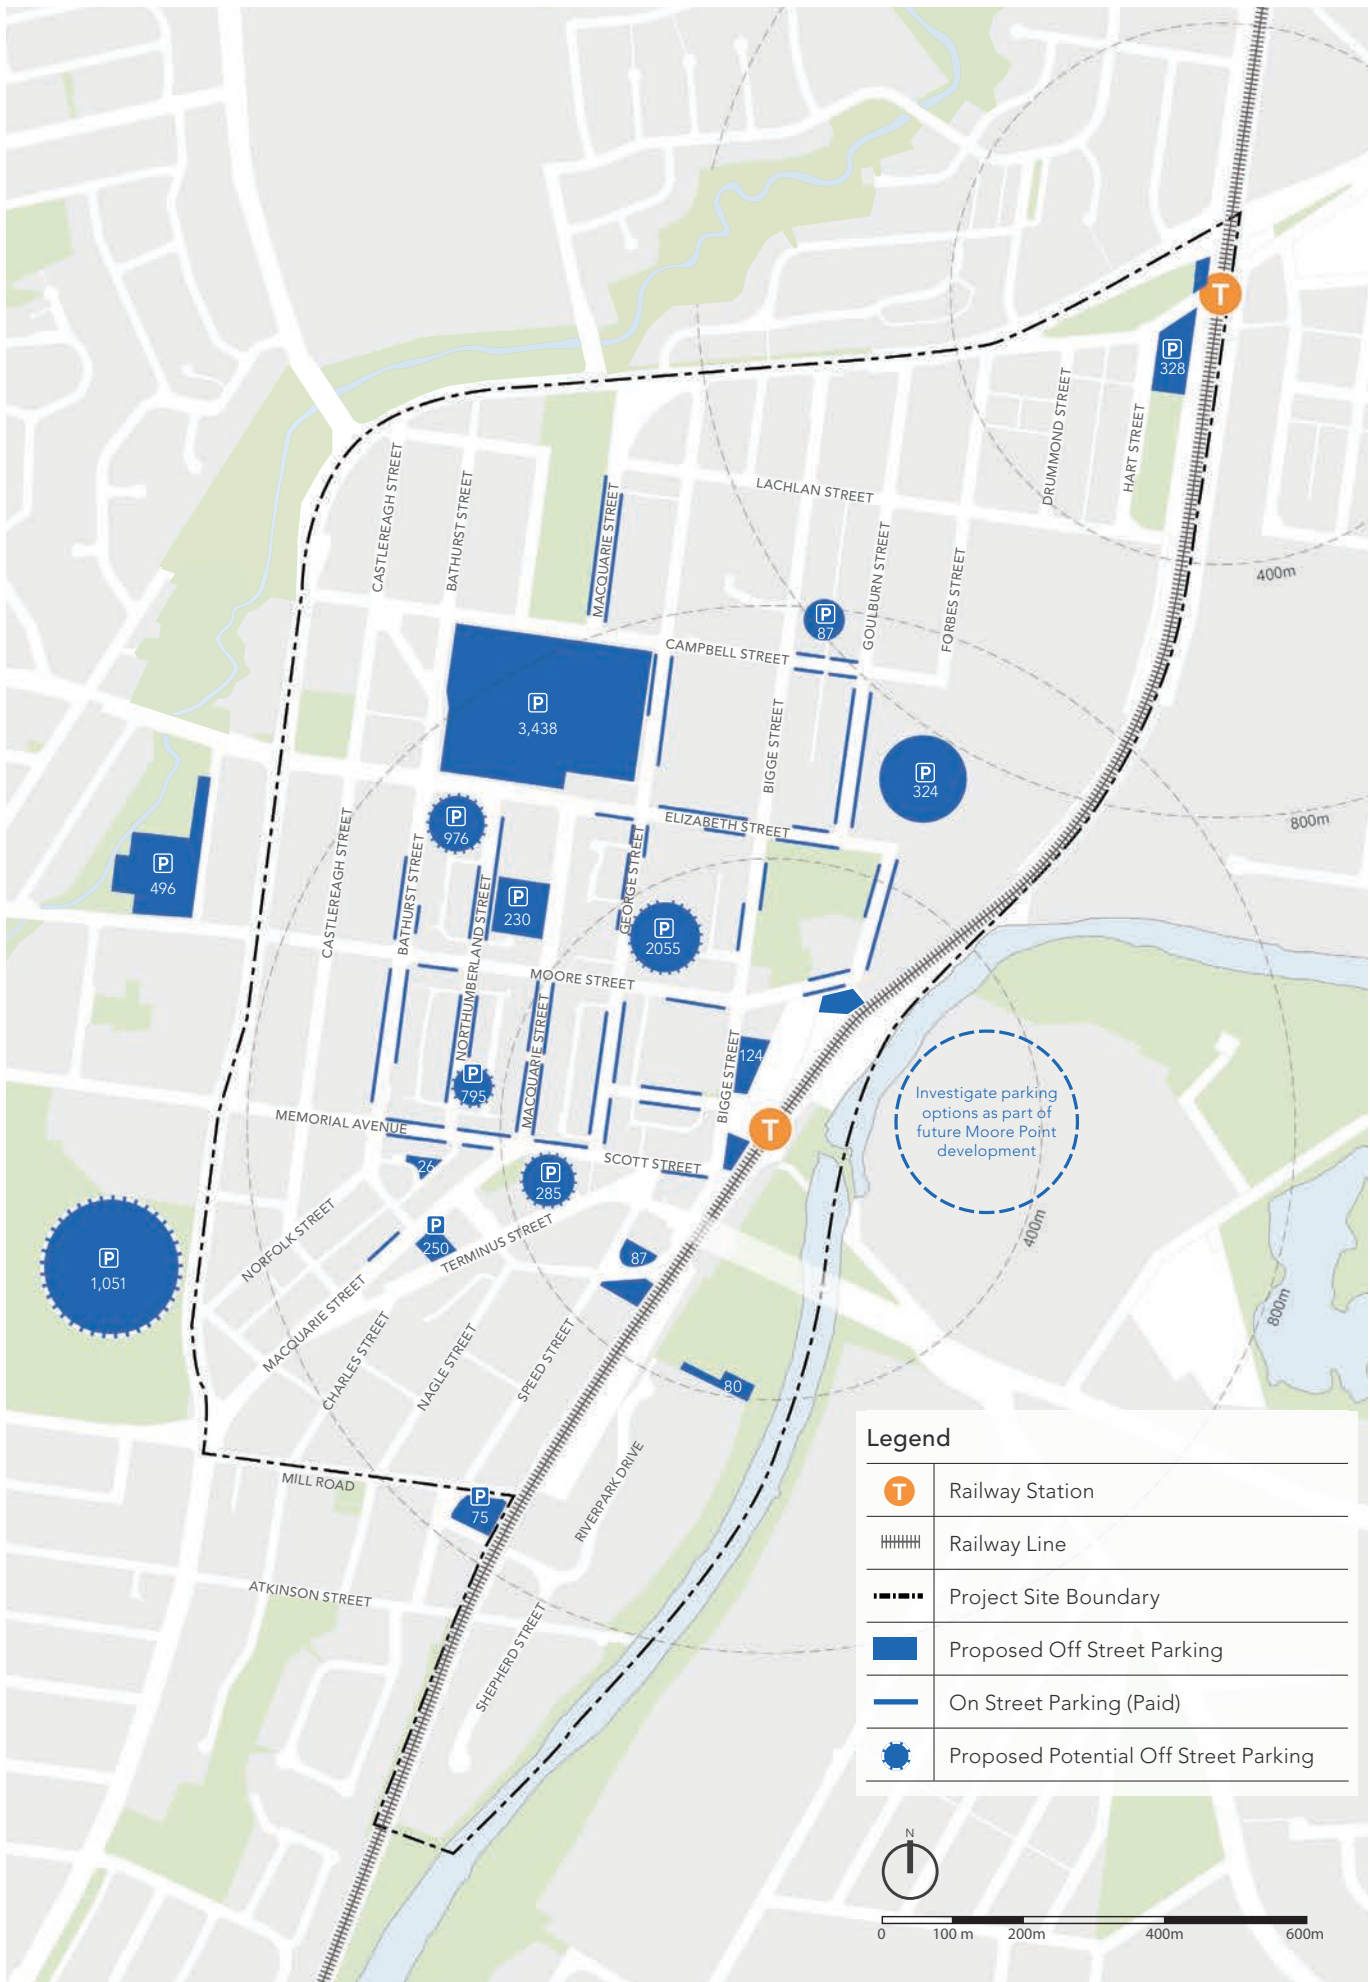 T
P
328
DRUMMOND STREET
HART STREET
CASTLEREAGH STREET
BATHURST STREET
MACQUARIE STREET
LACHLAN STREET
GOULBURN STREET
FORBES STREET
400m
P
87
CAMPBELL STREET
P
3,438
BIGGE STREET
P
324
800m
P
976
ELIZABETH STREET
GEORGE STREET
CASTLEREAGH STREET
BATHURST STREET
NORTHUMBERLAND STREET
P
496
P
230
P
2055
MOORE STREET
MACQUARIE STREET
BIGGE STREET
124
P
795
T
Investigate parking
options as part of
future Moore Point
development
MEMORIAL AVENUE
SCOTT STREET
26
P
285
NORFOLK STREET
P
250
TERMINUS STREET
87
400m
P
1,051
MACQUARIE STREET
CHARLES STREET
NAGLE STREET
SPEED STREET
800m
80
MILL ROAD
P
75
RIVERPARK DRIVE
ATKINSON STREET
SHEPHERD STREET
Legend
T
Railway Station
Railway Line
Project Site Boundary
Proposed Off Street Parking
On Street Parking (Paid)
Proposed Potential Off Street Parking
N
0 100 m 200m 400m 600m